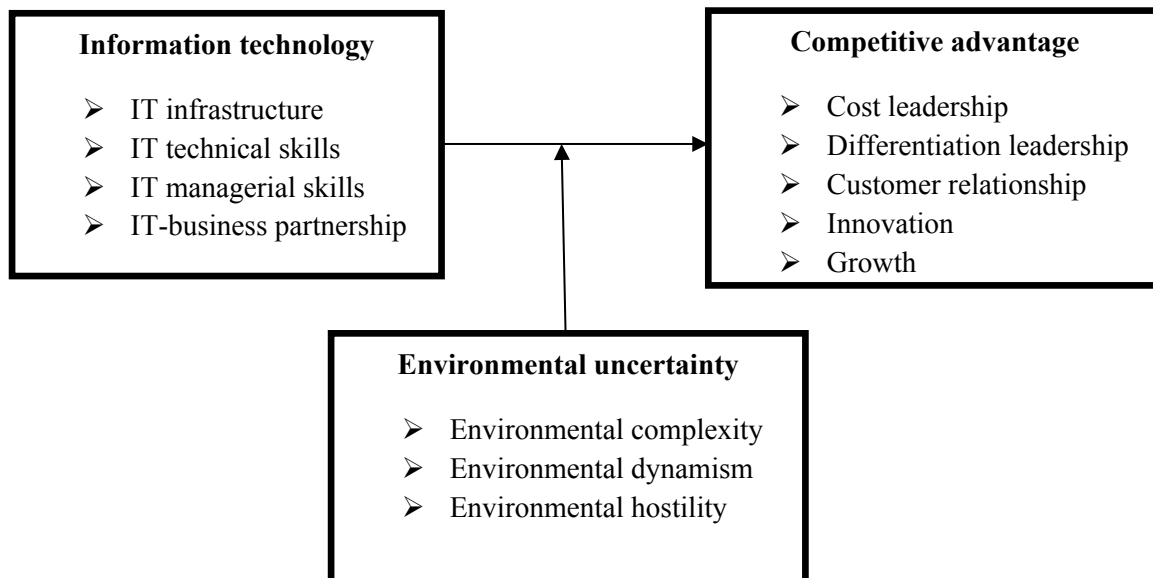 Information technology
➢ IT infrastructure
➢ IT technical skills
➢ IT managerial skills
➢ IT-business partnership
Competitive advantage
➢ Cost leadership
➢ Differentiation leadership
➢ Customer relationship
➢ Innovation
➢ Growth
Environmental uncertainty
➢ Environmental complexity
➢ Environmental dynamism
➢ Environmental hostility